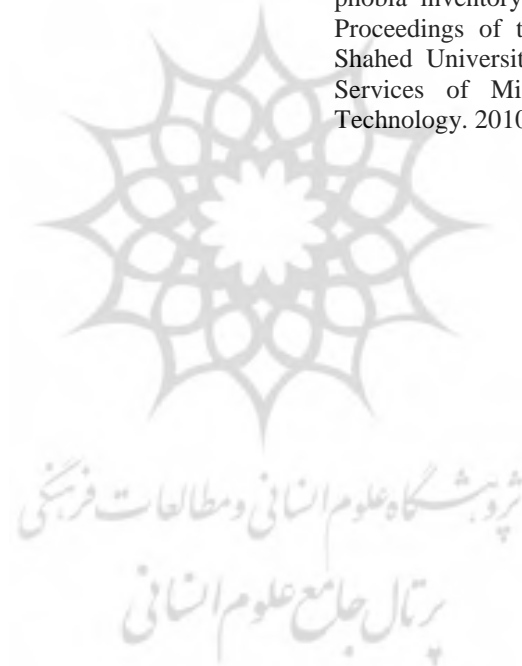 phobia inventory
Proceedings of t
Shahed Universit
Services of Mi
Technology. 2010
پژوهشگاه علوم انسانی و مطالعات فرهنگی
پرتال جامع علوم انسانی